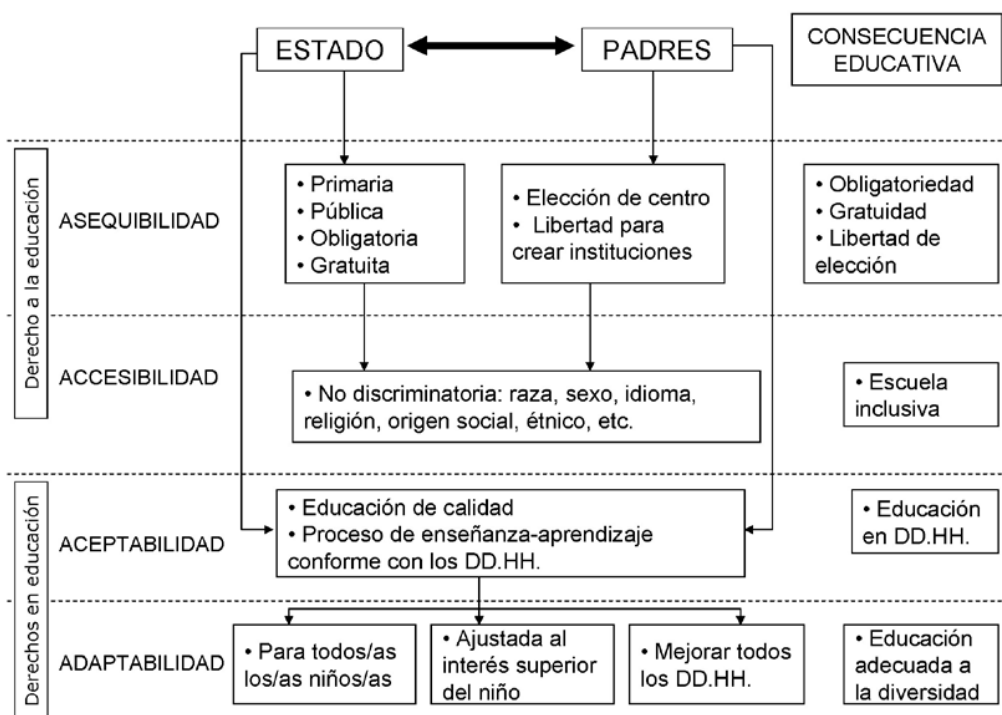 ESTADO
PADRES
CONSECUENCIA
EDUCATIVA
Derecho a la educación
ASEQUIBILIDAD
• Primaria
• Pública
• Obligatoria
• Gratuita
• Elección de centro
• Libertad para
crear instituciones
• Obligatoriedad
• Gratuidad
• Libertad de
elección
ACCESIBILIDAD
• No discriminatoria: raza, sexo, idioma,
religión, origen social, étnico, etc.
• Escuela
inclusiva
Derechos en educación
ACEPTABILIDAD
• Educación de calidad
• Proceso de enseñanza-aprendizaje
conforme con los DD.HH.
• Educación
en DD.HH.
ADAPTABILIDAD
• Para todos/as
los/as niños/as
• Ajustada al
interés superior
del niño
• Mejorar todos
los DD.HH.
• Educación
adecuada a
la diversidad